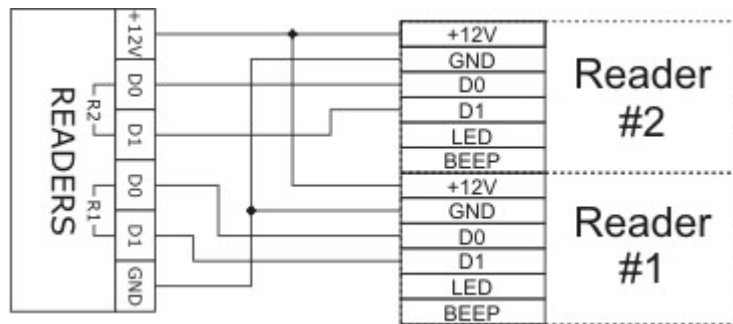 READERS
R2
R1
+12V
D0
D1
D0
D1
GND
+12V
GND
D0
D1
LED
BEEP
Reader
#2
+12V
GND
D0
D1
LED
BEEP
Reader
#1